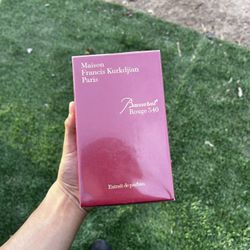 Maison
Francis Kurkdjian
Paris
Baccarat
Rouge 540
Extrait de parfum